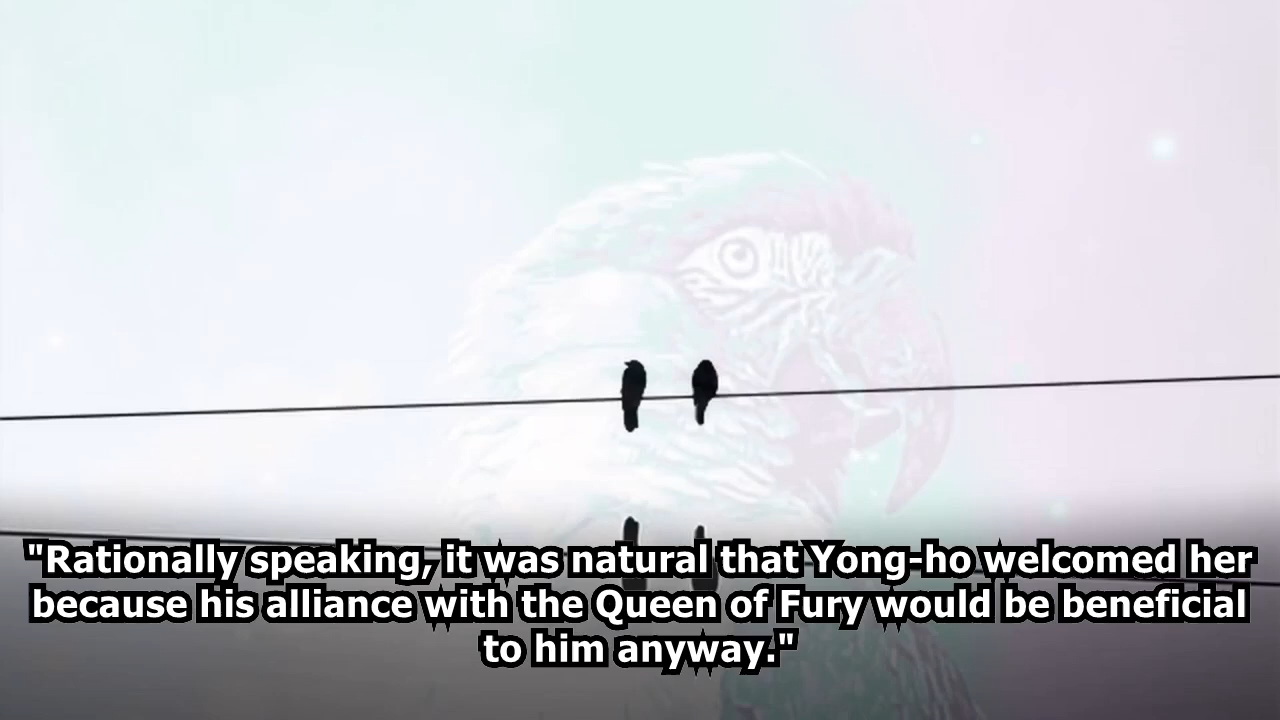 "Rationally speaking, it was natural that Yong-ho welcomed her
because his alliance with the Queen of Fury would be beneficial
to him anyway."